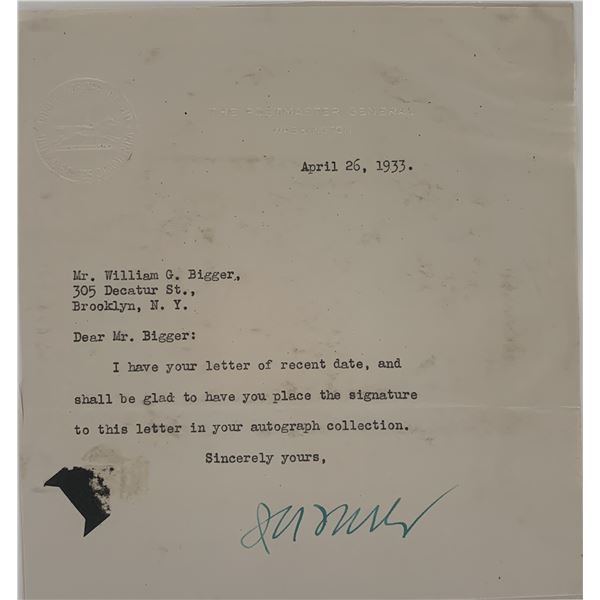 THE POSTMASTER GENERAL
WASHINGTON
April 26, 1933.
Mr. William G. Bigger,
305 Decatur St.,
Brooklyn, N. Y.
Dear Mr. Bigger:
I have your letter of recent date, and
shall be glad to have you place the signature
to this letter in your autograph collection.
Sincerely yours,